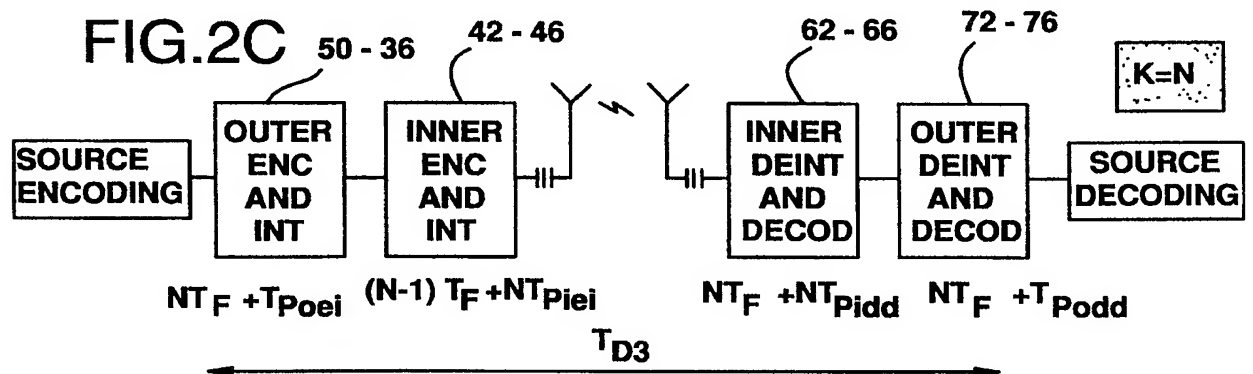 FIG.2C
50 - 36
42 - 46
62 - 66
72 - 76
K=N
SOURCE
ENCODING
OUTER
ENC
AND
INT
INNER
ENC
AND
INT
INNER
DEINT
AND
DECOD
OUTER
DEINT
AND
DECOD
SOURCE
DECODING
NTF +TPoei
(N-1) TF+NTPiei
NTF +NTPidd
NTF +TPodd
TD3